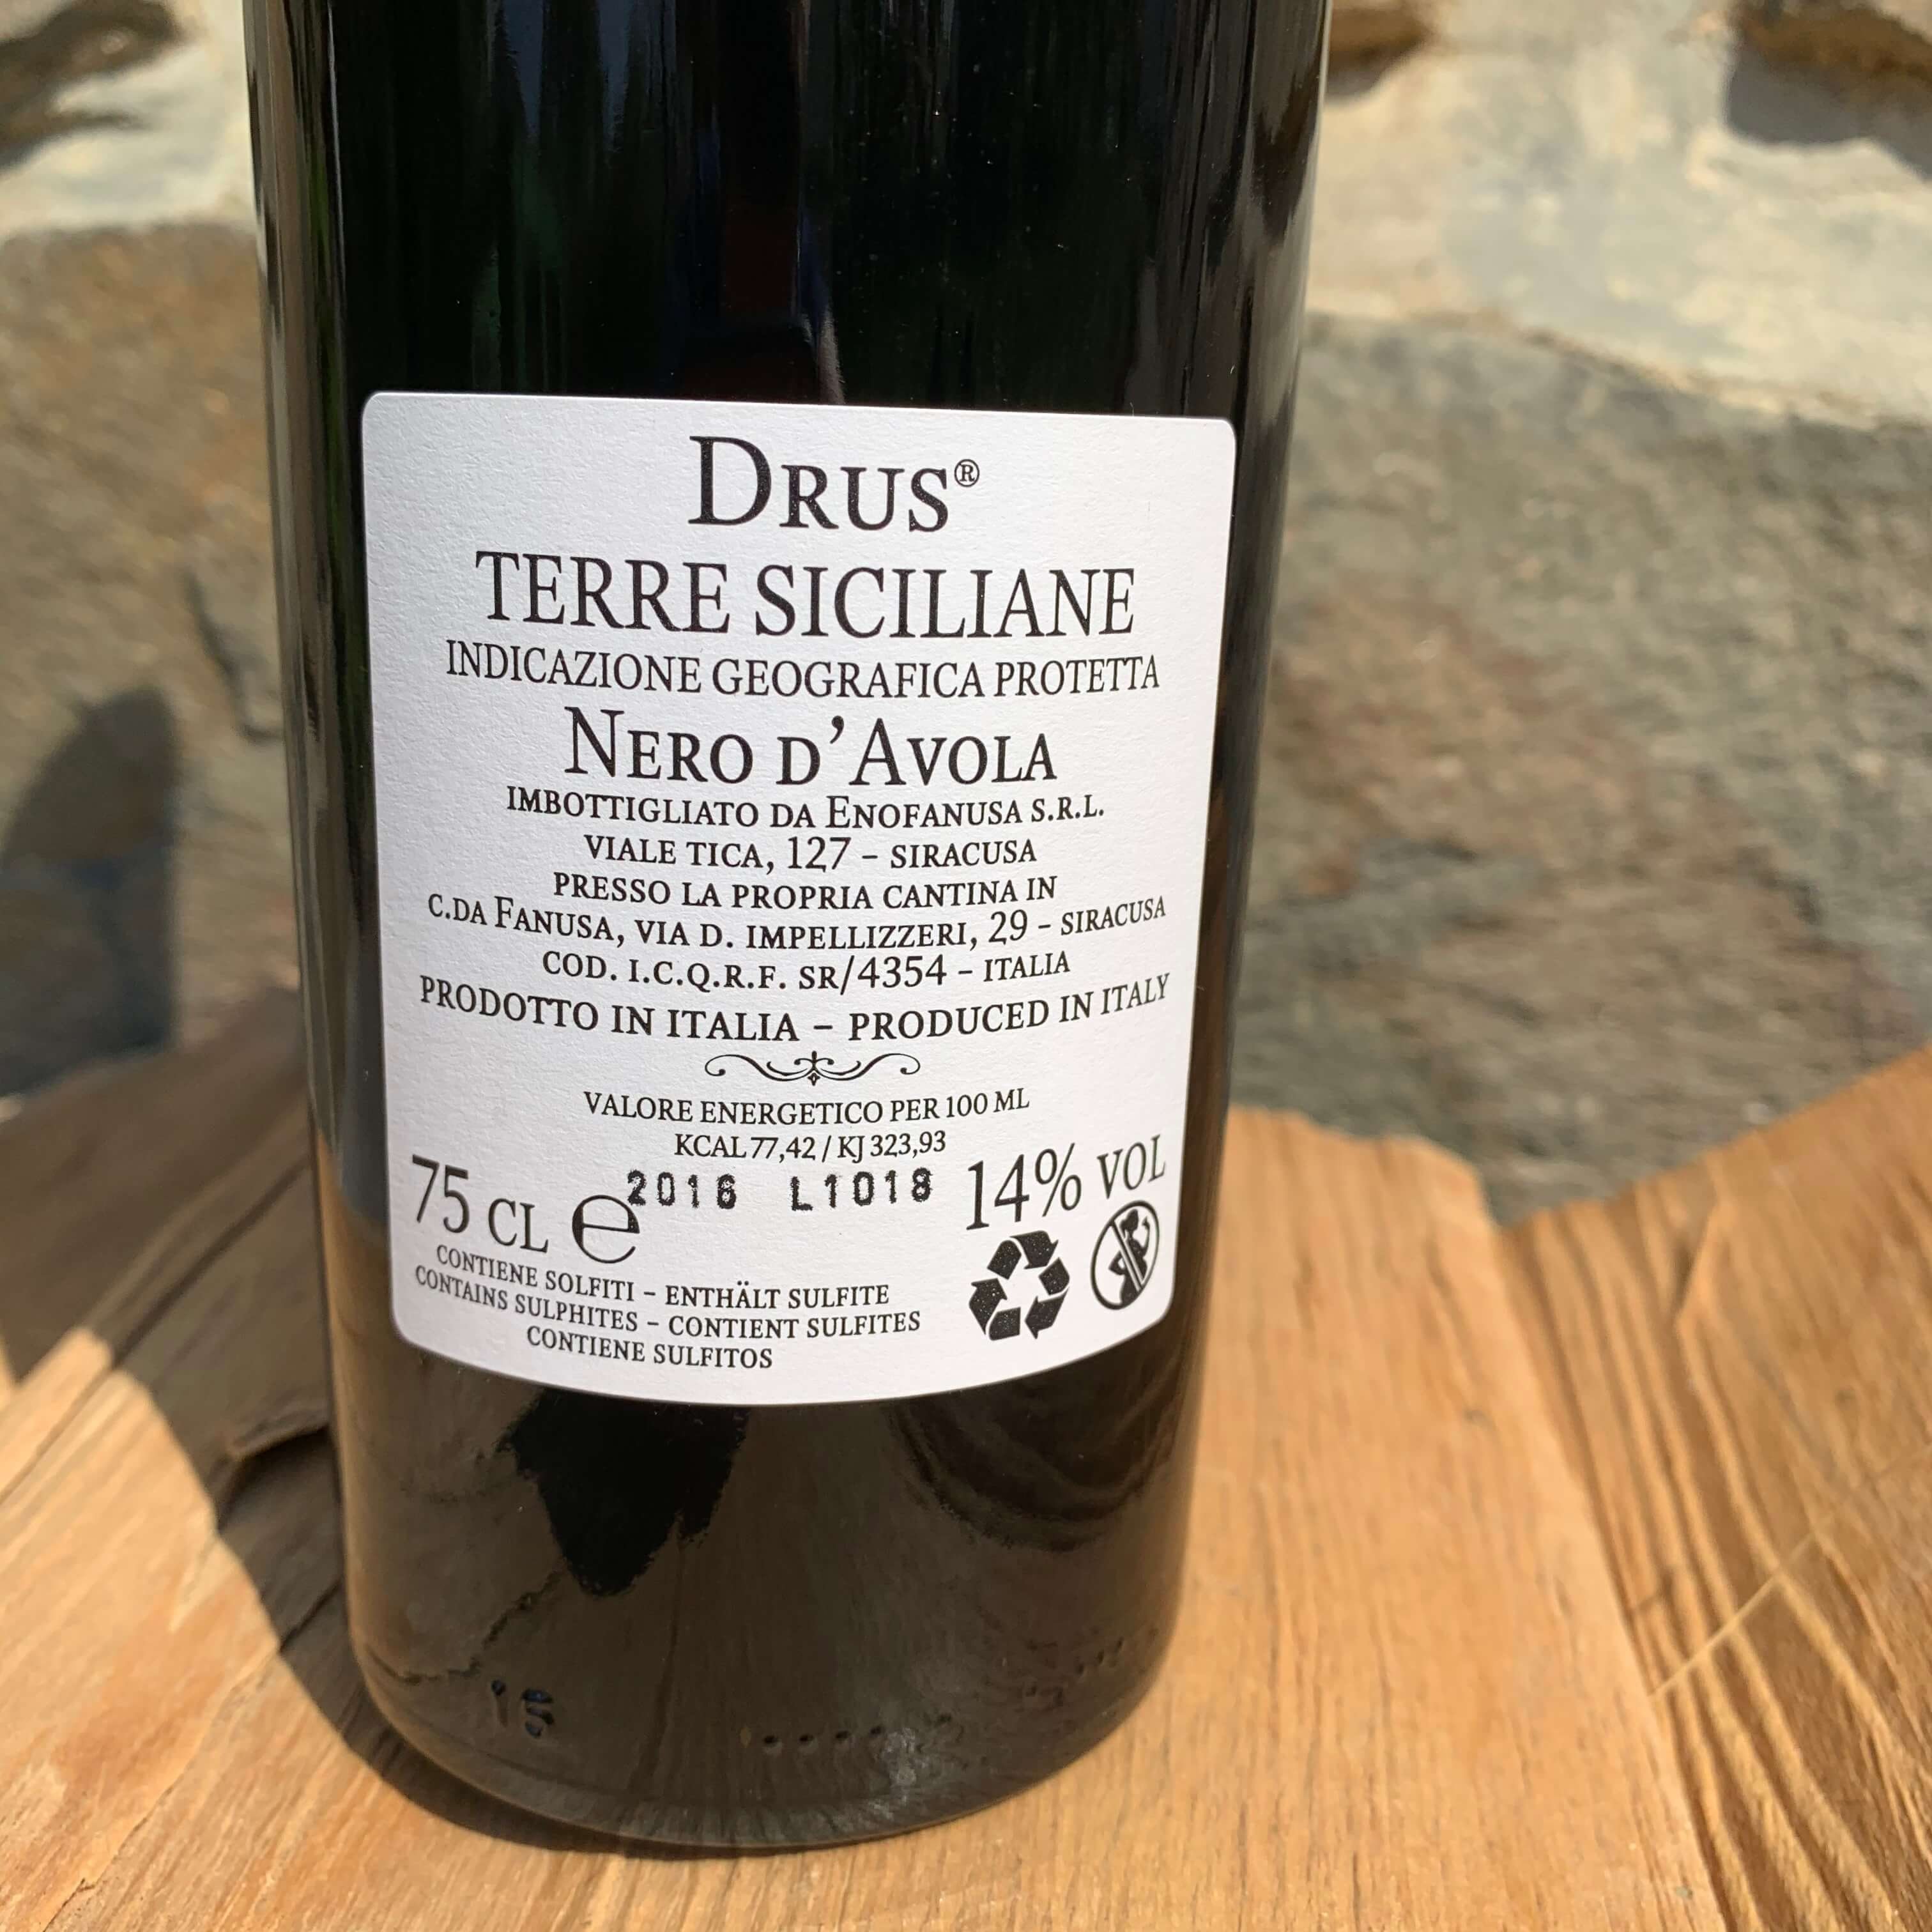 DRUS®
TERRE SICILIANE
INDICAZIONE GEOGRAFICA PROTETTA
NERO D'AVOLA
IMBOTTIGLIATO DA ENOFANUSA S.R.L.
VIALE TICA, 127 – SIRACUSA
PRESSO LA PROPRIA CANTINA IN
C.DA FANUSA, VIA D. IMPELLIZZERI, 29 – SIRACUSA
COD. I.C.Q.R.F. SR/4354 – ITALIA
PRODOTTO IN ITALIA – PRODUCED IN ITALY
VALORE ENERGETICO PER 100 ML
KCAL 77,42 / KJ 323,93
75 CL e 2016 L1018 14% VOL
CONTIENE SOLFITI – ENTHÄLT SULFITE
CONTAINS SULPHITES – CONTIENT SULFITES
CONTIENE SULFITOS
15